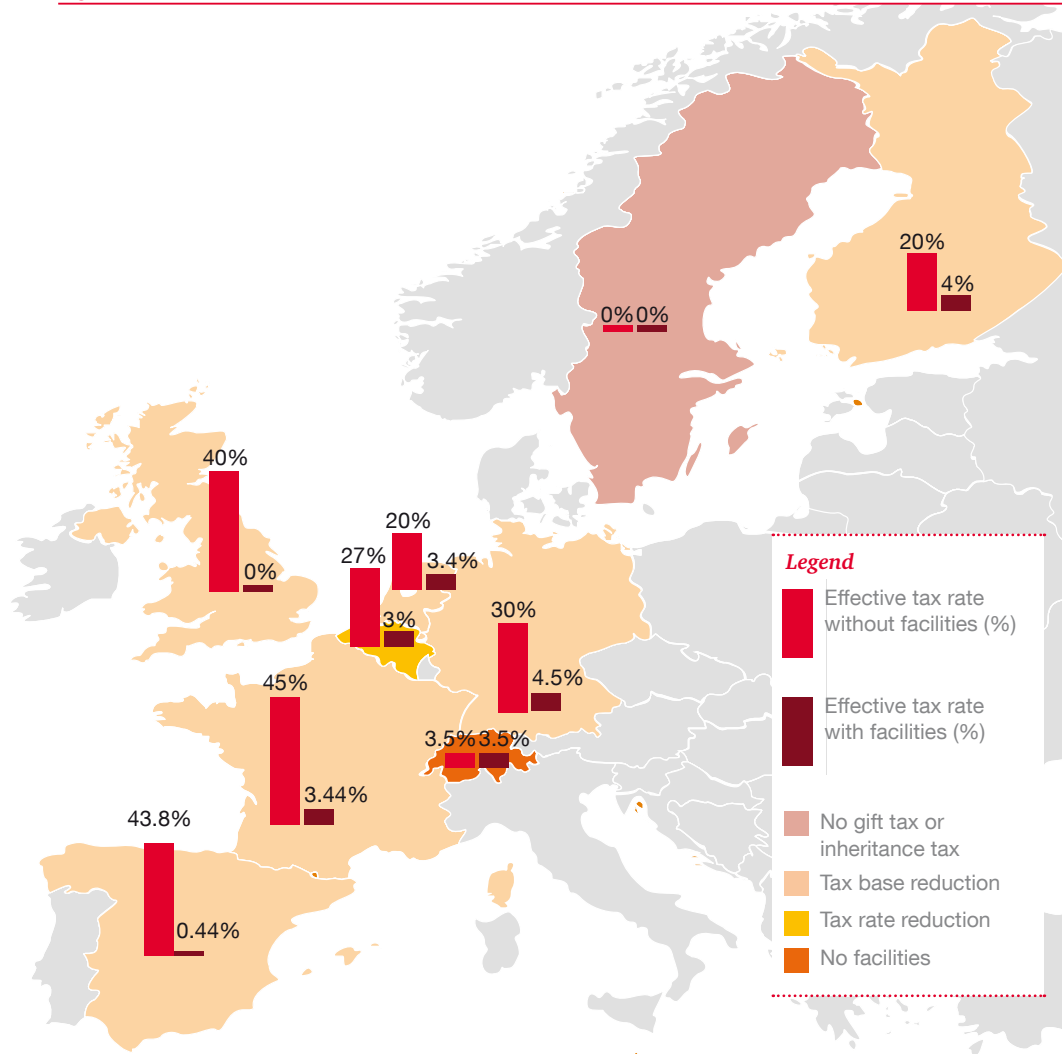 20%
4%
0% 0%
40%
0%
20%
3.4%
27%
3%
30%
4.5%
45%
3.44%
3.5% 3.5%
43.8%
0.44%
Legend
Effective tax rate
without facilities (%)
Effective tax rate
with facilities (%)
No gift tax or
inheritance tax
Tax base reduction
Tax rate reduction
No facilities